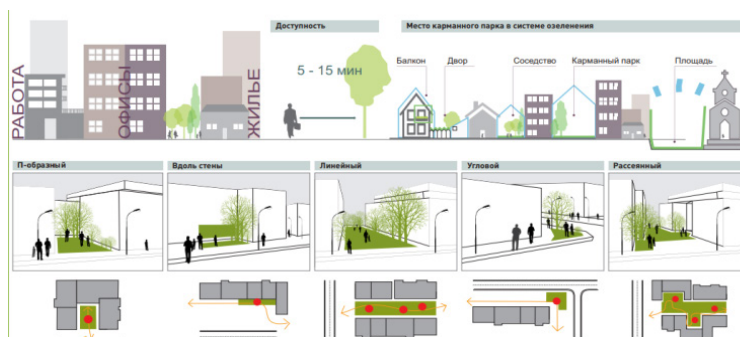 Доступность
Место карманного парка в системе озеленения
РАБОТА
ОФИСЫ
ЖИЛЬЕ
5 - 15 мин
Балкон
Двор
Соседство
Карманный парк
Площадь
П-образный
Вдоль стены
Линейный
Угловой
Рассеянный